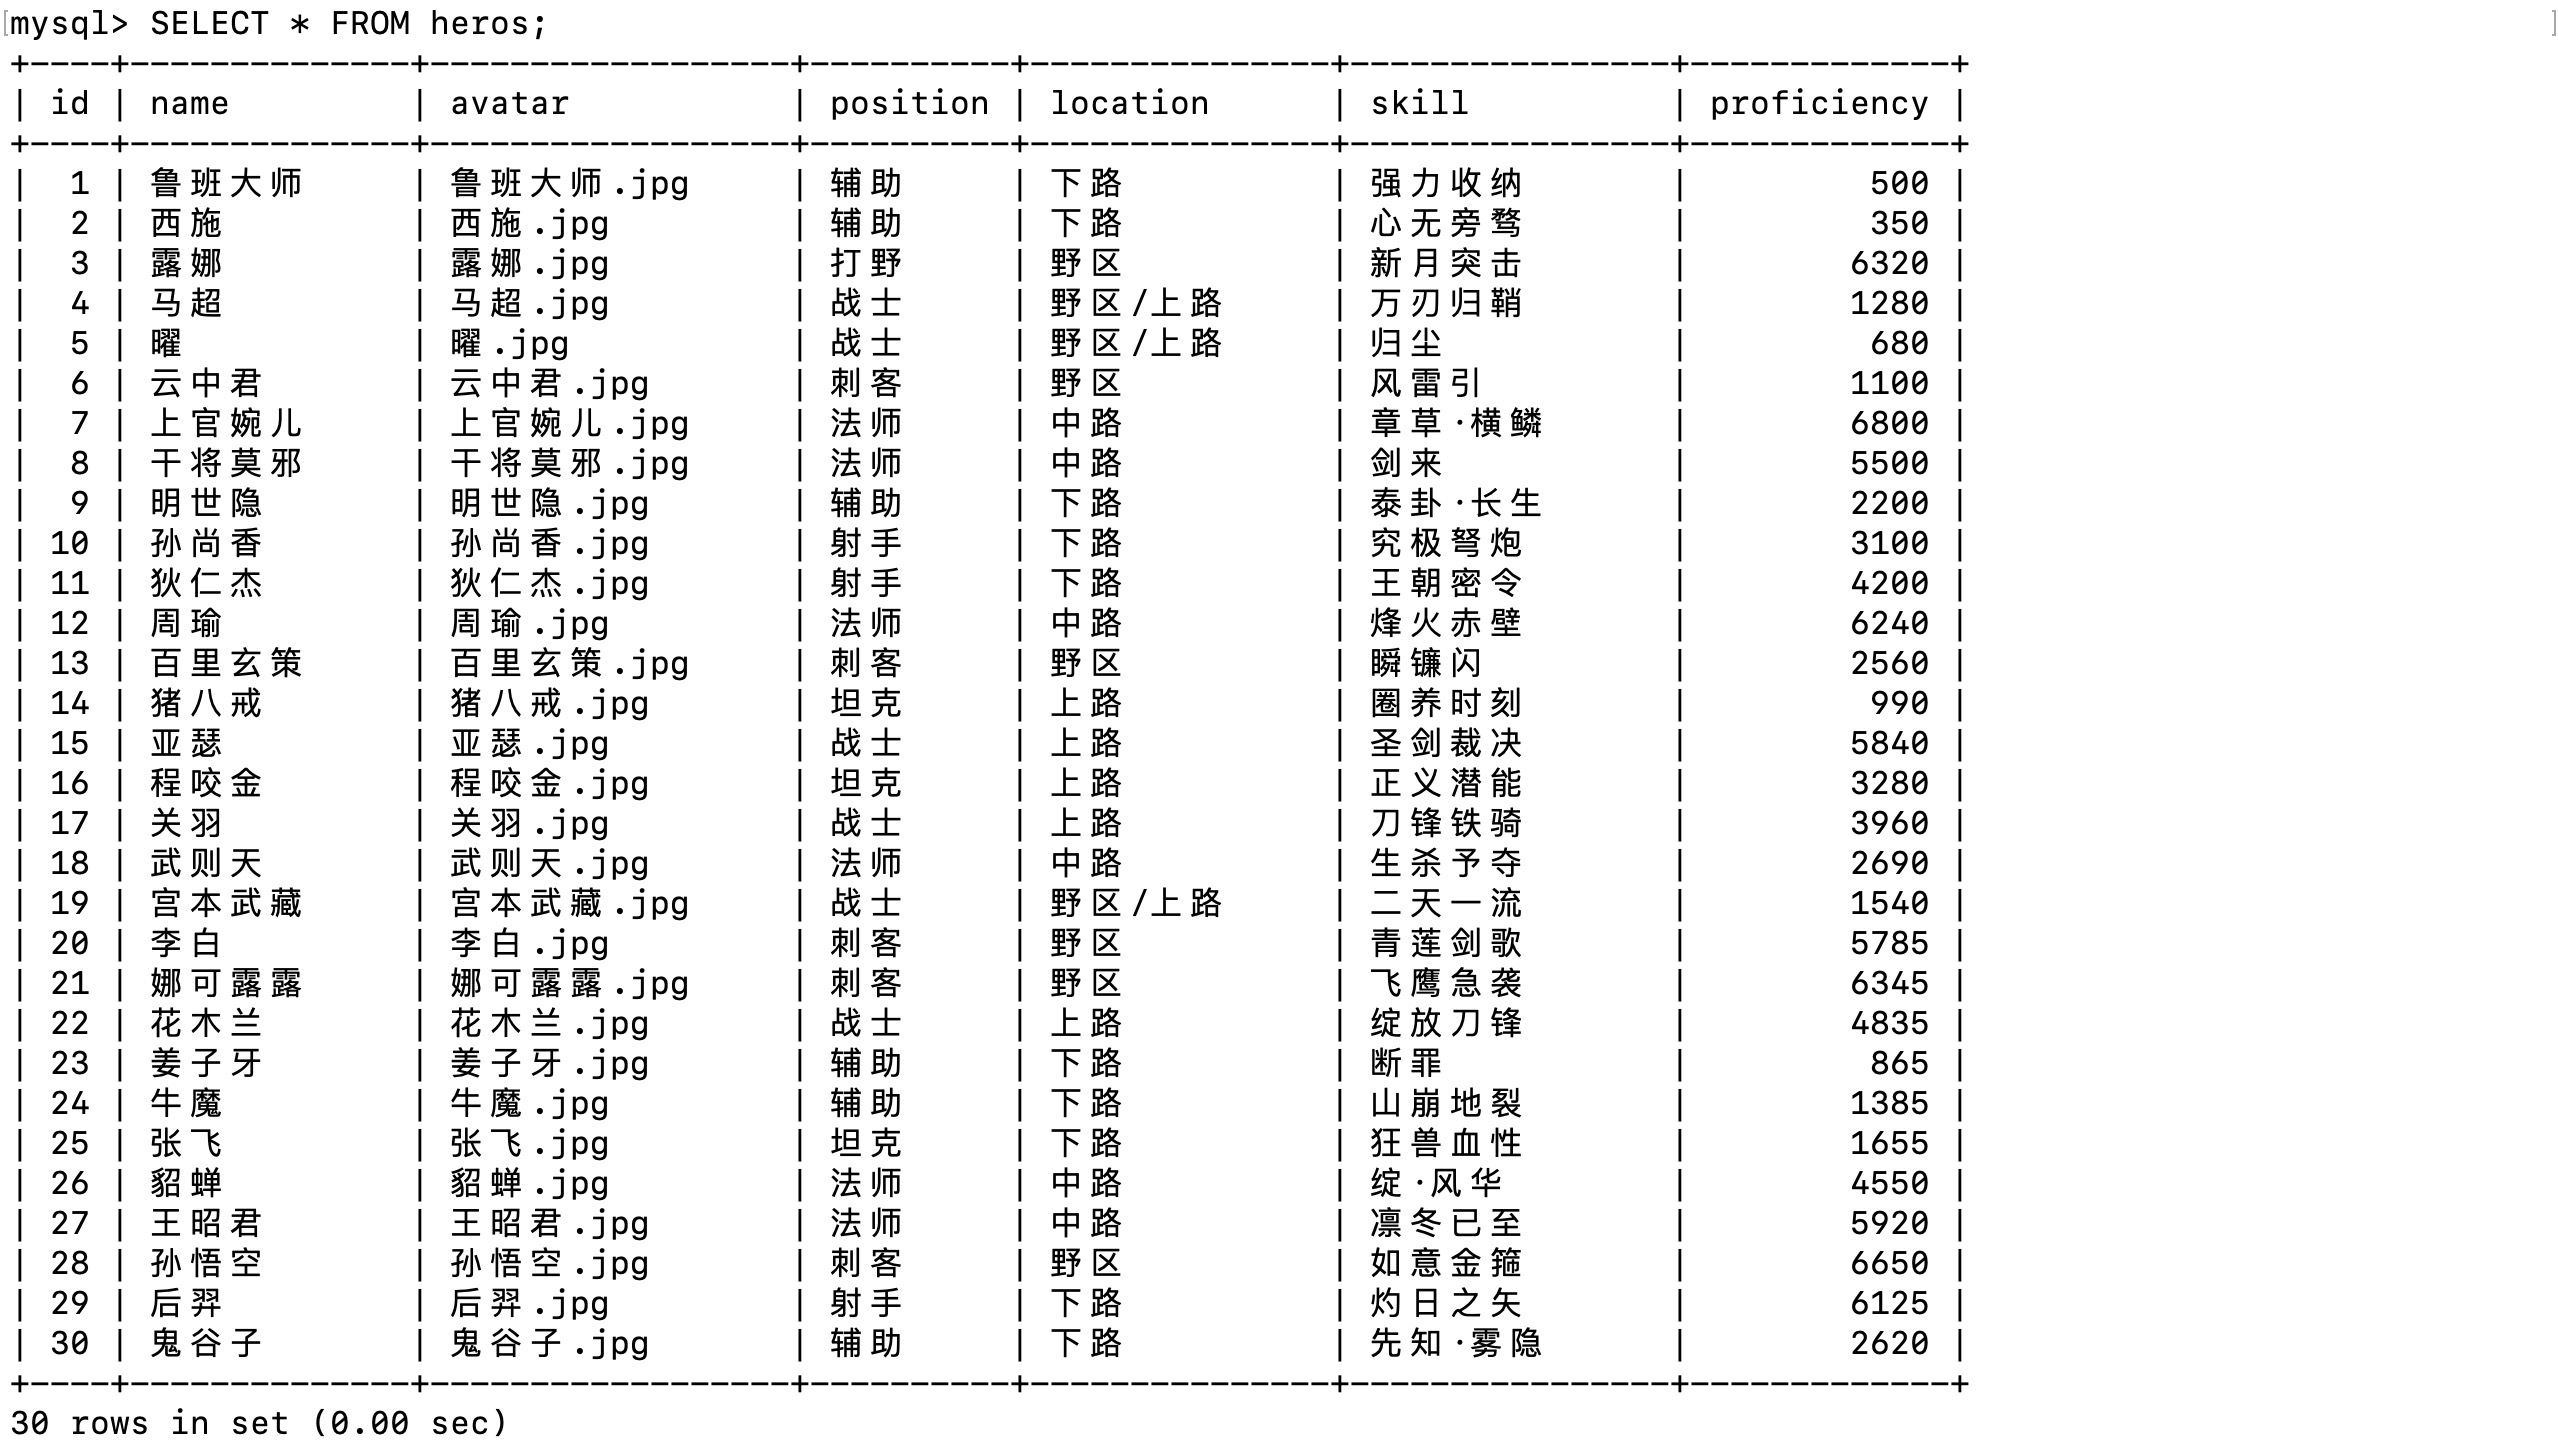 mysql> SELECT * FROM heros;
+----+--------------+------------------+----------+---------------+----------------+-------------+
| id | name | avatar | position | location | skill | proficiency |
+----+--------------+------------------+----------+---------------+----------------+-------------+
| 1 | 鲁班大师 | 鲁班大师.jpg | 辅助 | 下路 | 强力收纳 | 500 |
| 2 | 西施 | 西施.jpg | 辅助 | 下路 | 心无旁骛 | 350 |
| 3 | 露娜 | 露娜.jpg | 打野 | 野区 | 新月突击 | 6320 |
| 4 | 马超 | 马超.jpg | 战士 | 野区/上路 | 万刃归鞘 | 1280 |
| 5 | 曜 | 曜.jpg | 战士 | 野区/上路 | 归尘 | 680 |
| 6 | 云中君 | 云中君.jpg | 刺客 | 野区 | 风雷引 | 1100 |
| 7 | 上官婉儿 | 上官婉儿.jpg | 法师 | 中路 | 章草·横鳞 | 6800 |
| 8 | 干将莫邪 | 干将莫邪.jpg | 法师 | 中路 | 剑来 | 5500 |
| 9 | 明世隐 | 明世隐.jpg | 辅助 | 下路 | 泰卦·长生 | 2200 |
| 10 | 孙尚香 | 孙尚香.jpg | 射手 | 下路 | 究极弩炮 | 3100 |
| 11 | 狄仁杰 | 狄仁杰.jpg | 射手 | 下路 | 王朝密令 | 4200 |
| 12 | 周瑜 | 周瑜.jpg | 法师 | 中路 | 烽火赤壁 | 6240 |
| 13 | 百里玄策 | 百里玄策.jpg | 刺客 | 野区 | 瞬镰闪 | 2560 |
| 14 | 猪八戒 | 猪八戒.jpg | 坦克 | 上路 | 圈养时刻 | 990 |
| 15 | 亚瑟 | 亚瑟.jpg | 战士 | 上路 | 圣剑裁决 | 5840 |
| 16 | 程咬金 | 程咬金.jpg | 坦克 | 上路 | 正义潜能 | 3280 |
| 17 | 关羽 | 关羽.jpg | 战士 | 上路 | 刀锋铁骑 | 3960 |
| 18 | 武则天 | 武则天.jpg | 法师 | 中路 | 生杀予夺 | 2690 |
| 19 | 宫本武藏 | 宫本武藏.jpg | 战士 | 野区/上路 | 二天一流 | 1540 |
| 20 | 李白 | 李白.jpg | 刺客 | 野区 | 青莲剑歌 | 5785 |
| 21 | 娜可露露 | 娜可露露.jpg | 刺客 | 野区 | 飞鹰急袭 | 6345 |
| 22 | 花木兰 | 花木兰.jpg | 战士 | 上路 | 绽放刀锋 | 4835 |
| 23 | 姜子牙 | 姜子牙.jpg | 辅助 | 下路 | 断罪 | 865 |
| 24 | 牛魔 | 牛魔.jpg | 辅助 | 下路 | 山崩地裂 | 1385 |
| 25 | 张飞 | 张飞.jpg | 坦克 | 下路 | 狂兽血性 | 1655 |
| 26 | 貂蝉 | 貂蝉.jpg | 法师 | 中路 | 绽·风华 | 4550 |
| 27 | 王昭君 | 王昭君.jpg | 法师 | 中路 | 凛冬已至 | 5920 |
| 28 | 孙悟空 | 孙悟空.jpg | 刺客 | 野区 | 如意金箍 | 6650 |
| 29 | 后羿 | 后羿.jpg | 射手 | 下路 | 灼日之矢 | 6125 |
| 30 | 鬼谷子 | 鬼谷子.jpg | 辅助 | 下路 | 先知·雾隐 | 2620 |
+----+--------------+------------------+----------+---------------+----------------+-------------+
30 rows in set (0.00 sec)